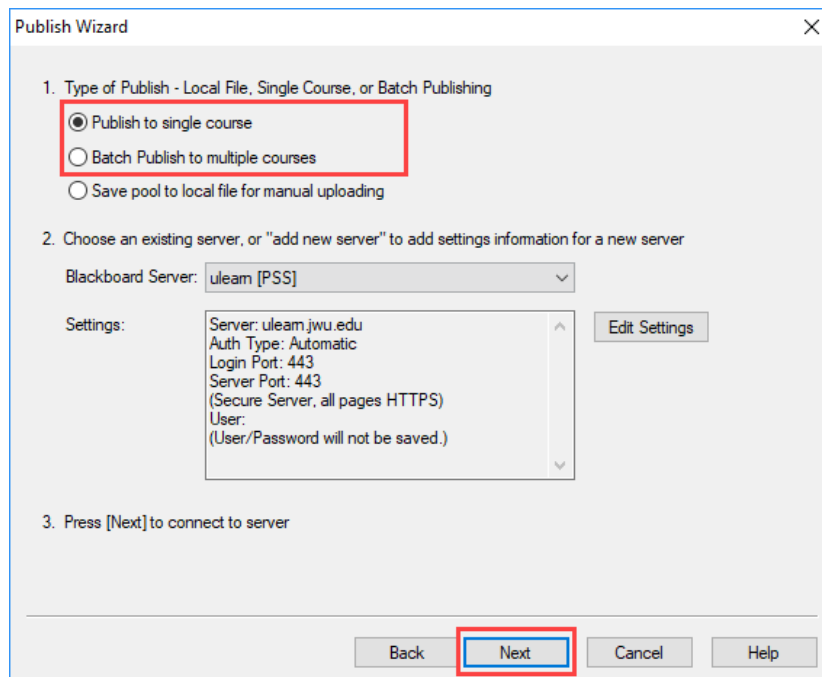 Publish Wizard
1. Type of Publish - Local File, Single Course, or Batch Publishing
Publish to single course
Batch Publish to multiple courses
Save pool to local file for manual uploading
2. Choose an existing server, or "add new server" to add settings information for a new server
Blackboard Server: ulearn [PSS]
Settings: Server: ulearn.jwu.edu Edit Settings
Auth Type: Automatic
Login Port: 443
Server Port: 443
(Secure Server, all pages HTTPS)
User:
(User/Password will not be saved.)
3. Press [Next] to connect to server
Back Next Cancel Help